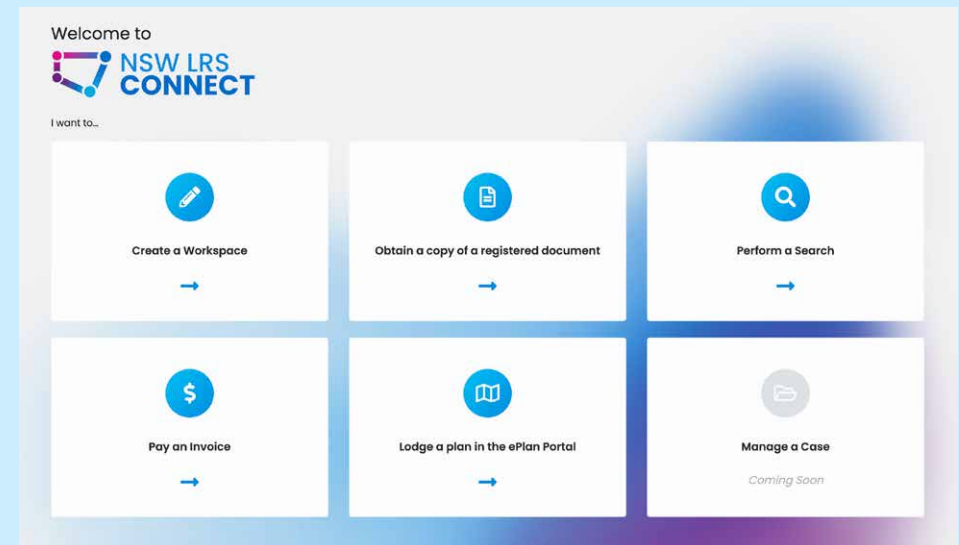 Welcome to
NSW LRS
CONNECT
I want to...
Create a Workspace
Obtain a copy of a registered document
Perform a Search
Pay an Invoice
Lodge a plan in the ePlan Portal
Manage a Case
Coming Soon